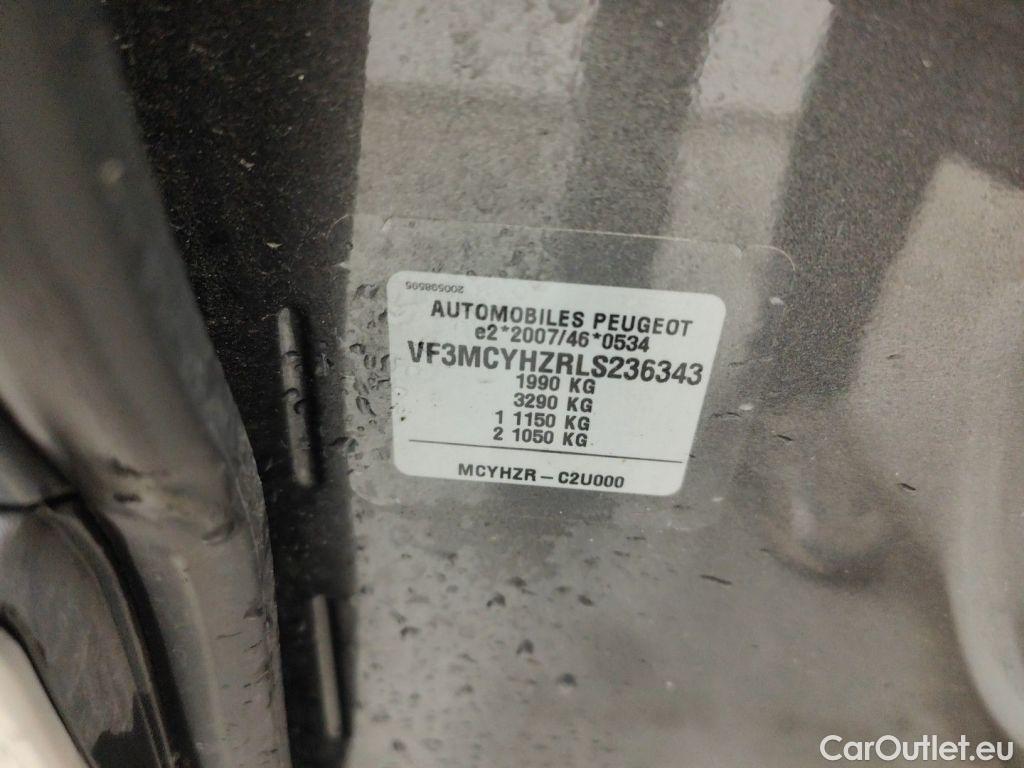 200598595
AUTOMOBILES PEUGEOT
e2*2007/46*0534
VF3MCYHZRLS236343
1990 KG
3290 KG
1 1150 KG
2 1050 KG
MCYHZR - C2U000
CarOutlet.eu